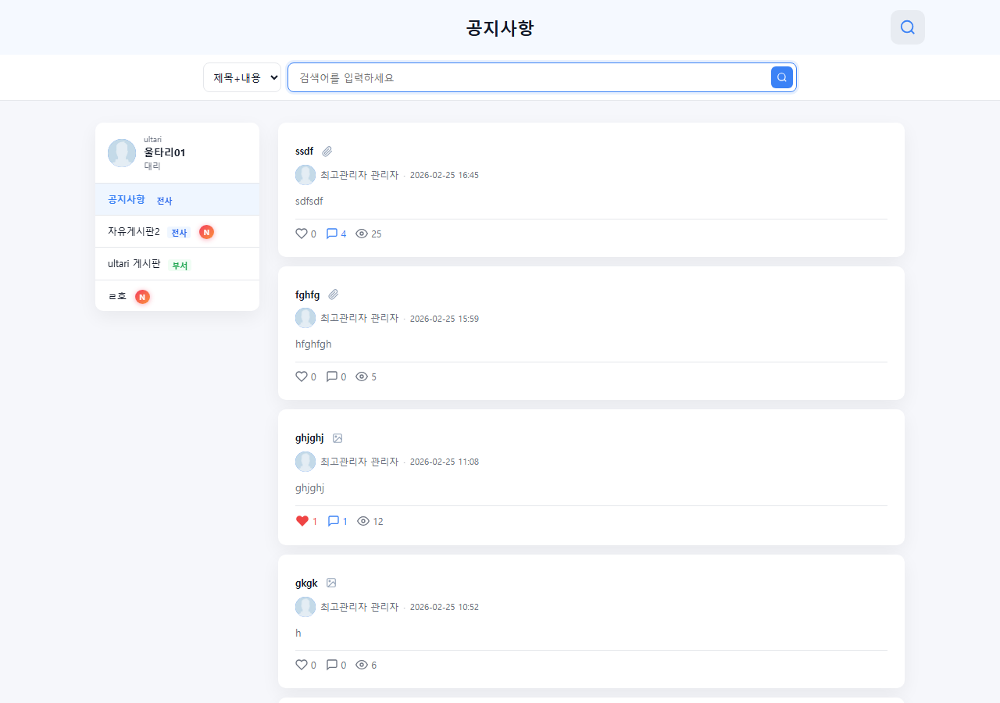 공지사항
제목+내용
검색어를 입력하세요
ultari
울타리01
대리
공지사항 전사
자유게시판2 전사 N
ultari 게시판 부서
ㄹ호 N
ssdf
최고관리자 관리자 · 2026-02-25 16:45
sdfsdf
0 4 25
fghfg
최고관리자 관리자 · 2026-02-25 15:59
hfghfgh
0 0 5
ghjghj
최고관리자 관리자 · 2026-02-25 11:08
ghjghj
1 1 12
gkgk
최고관리자 관리자 · 2026-02-25 10:52
h
0 0 6